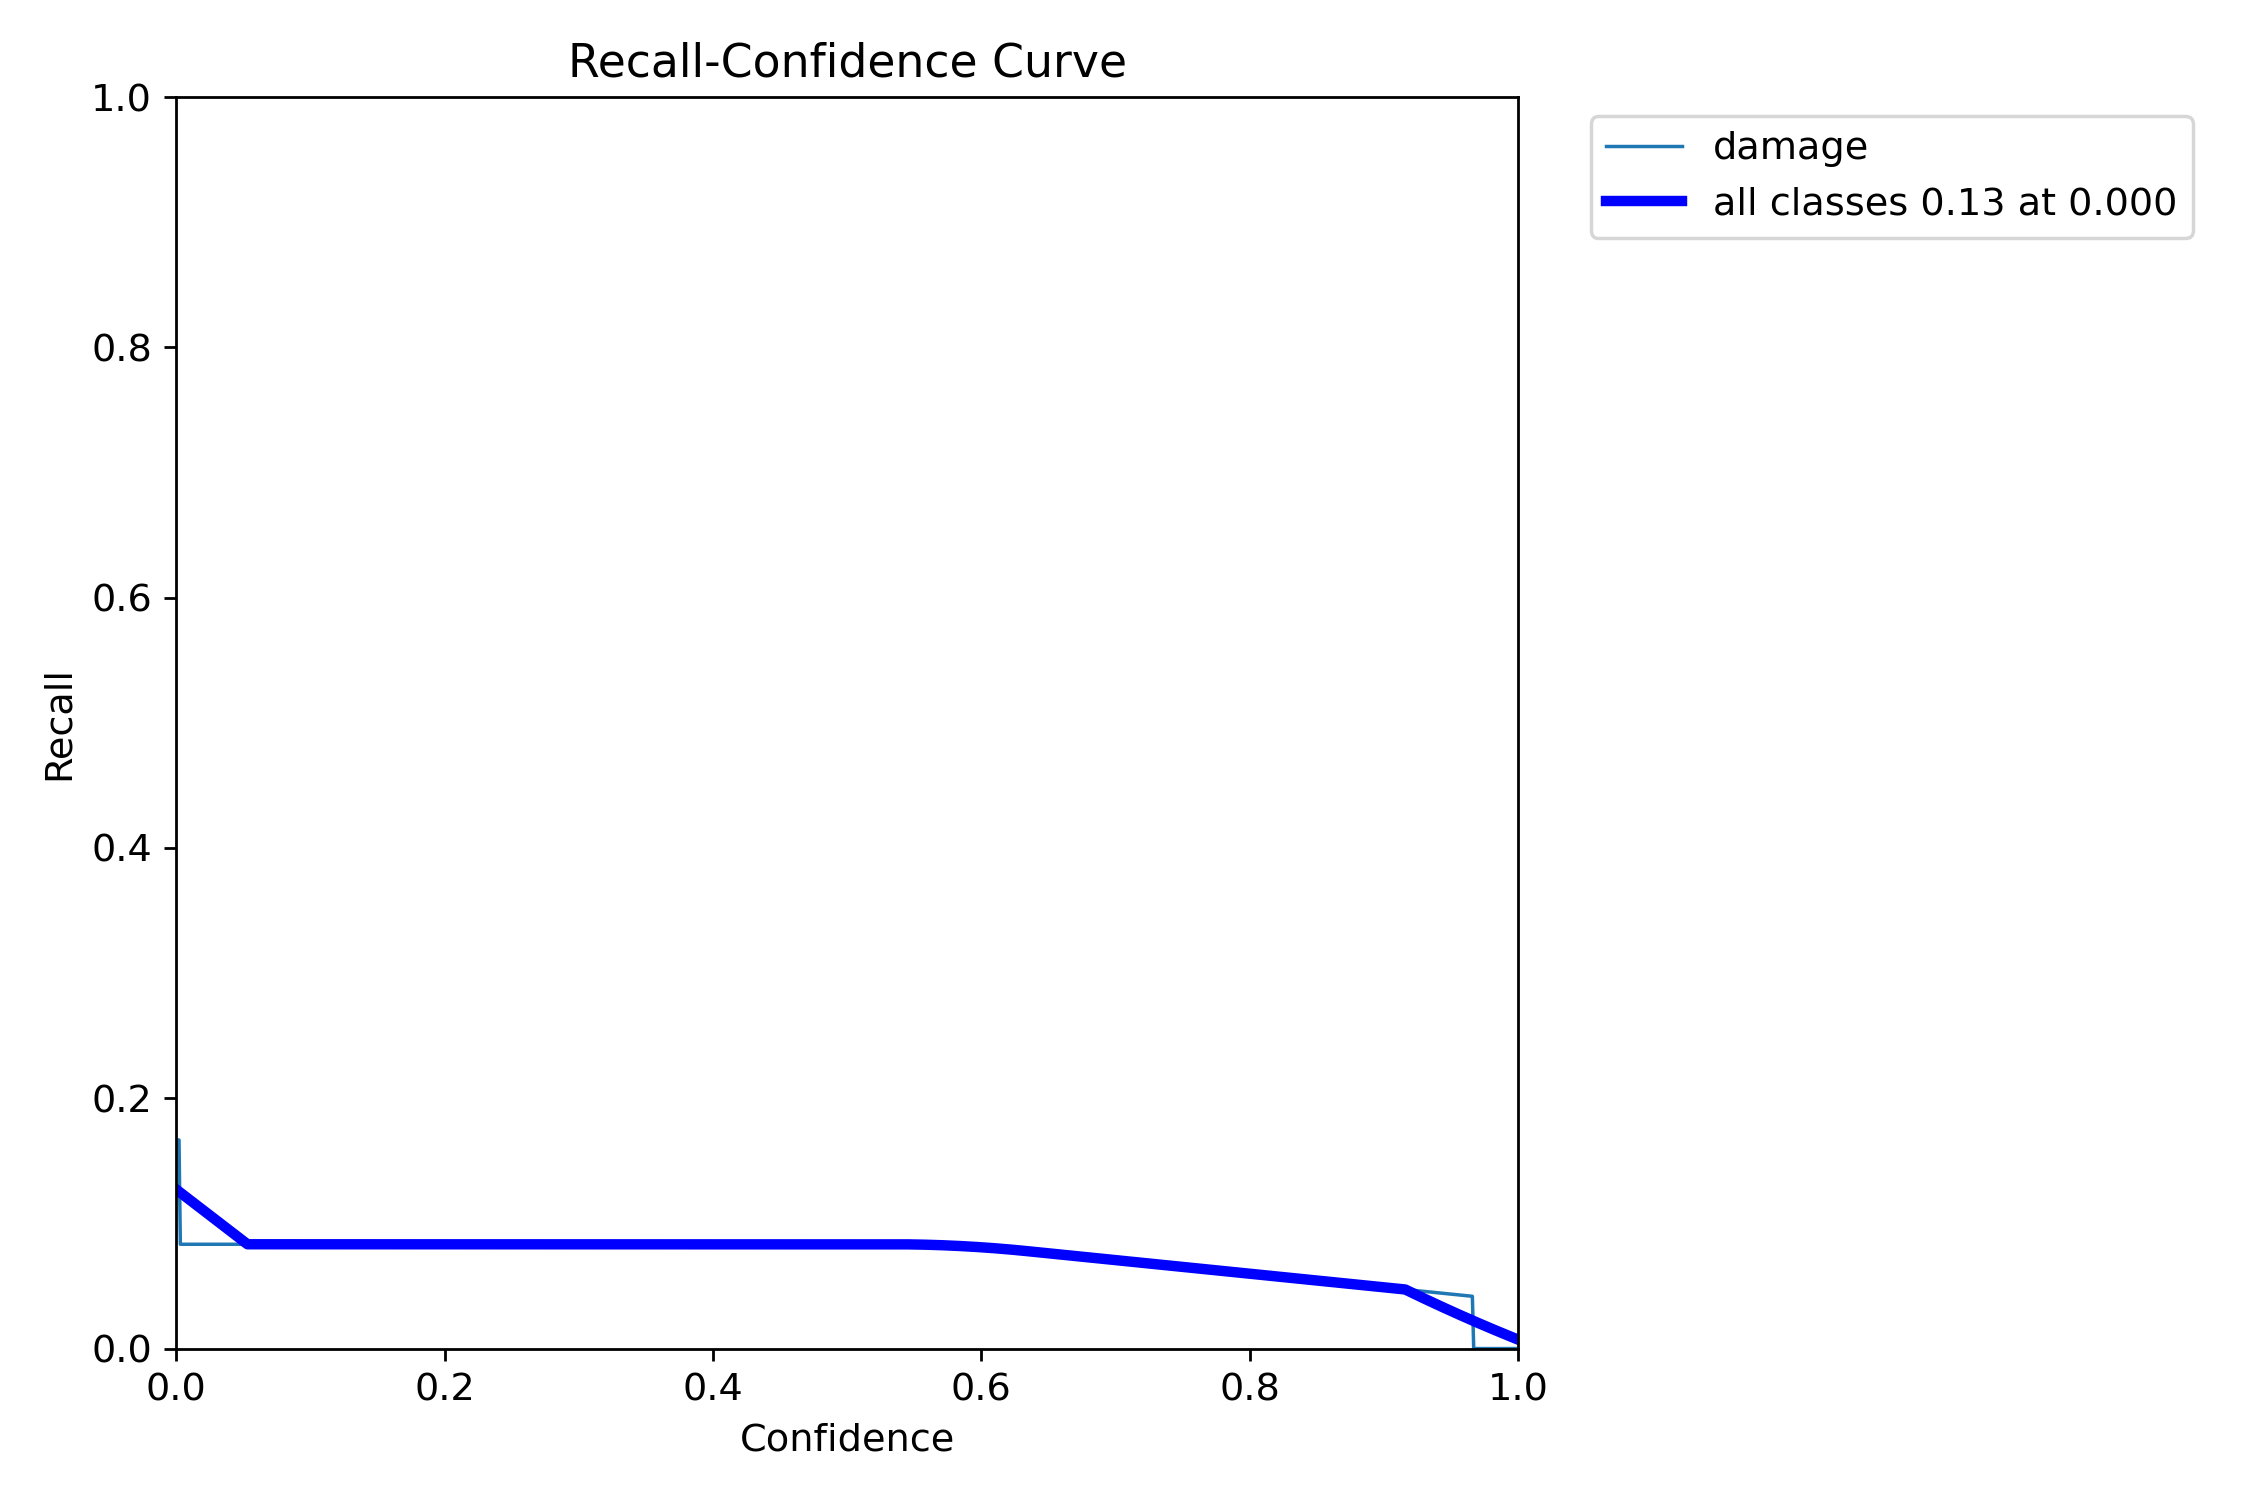 Recall-Confidence Curve
1.0
0.8
0.6
0.4
0.2
0.0
Recall
0.0 0.2 0.4 0.6 0.8 1.0
Confidence
damage
all classes 0.13 at 0.000